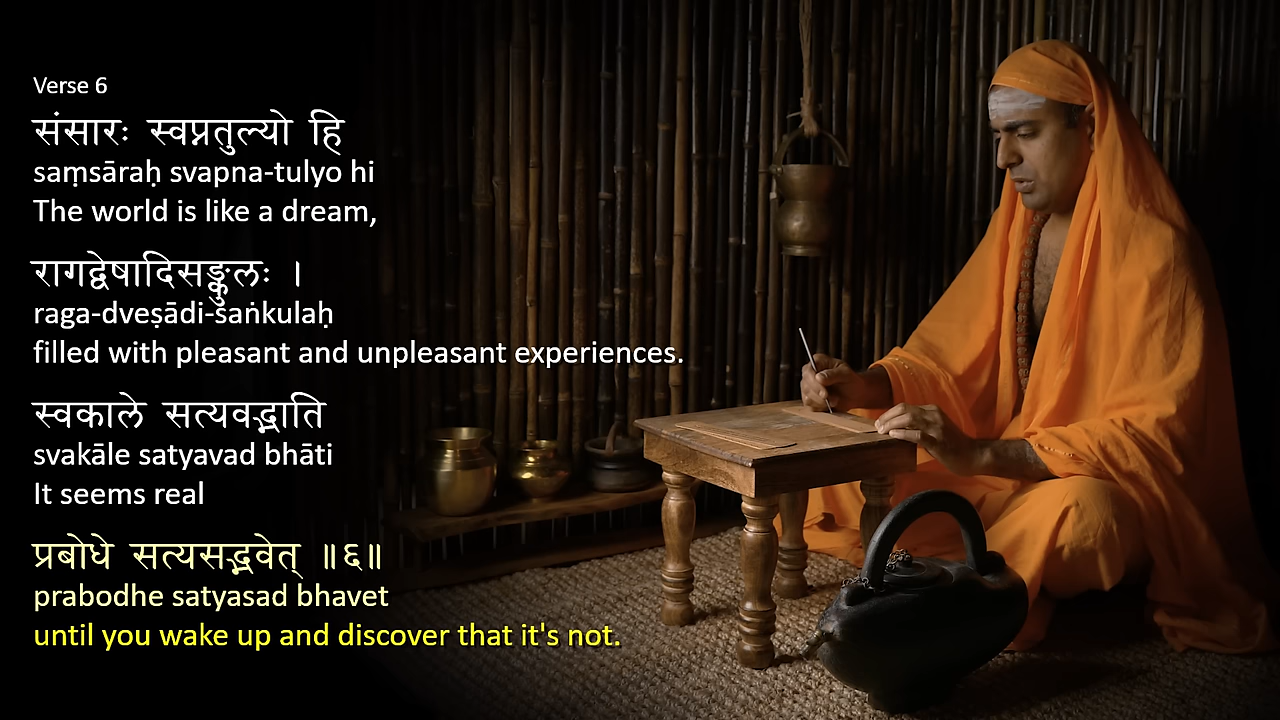 Verse 6
संसारः स्वप्नतुल्यो हि
saṃsāraḥ svapna-tulyo hi
The world is like a dream,
रागद्वेषादिसङ्कुलः ।
raga-dveṣādi-saṅkulaḥ
filled with pleasant and unpleasant experiences.
स्वकाले सत्यवद्भाति
svakāle satyavad bhāti
It seems real
प्रबोधे सत्यसद्भवेत् ॥६॥
prabodhe satyasad bhavet
until you wake up and discover that it's not.